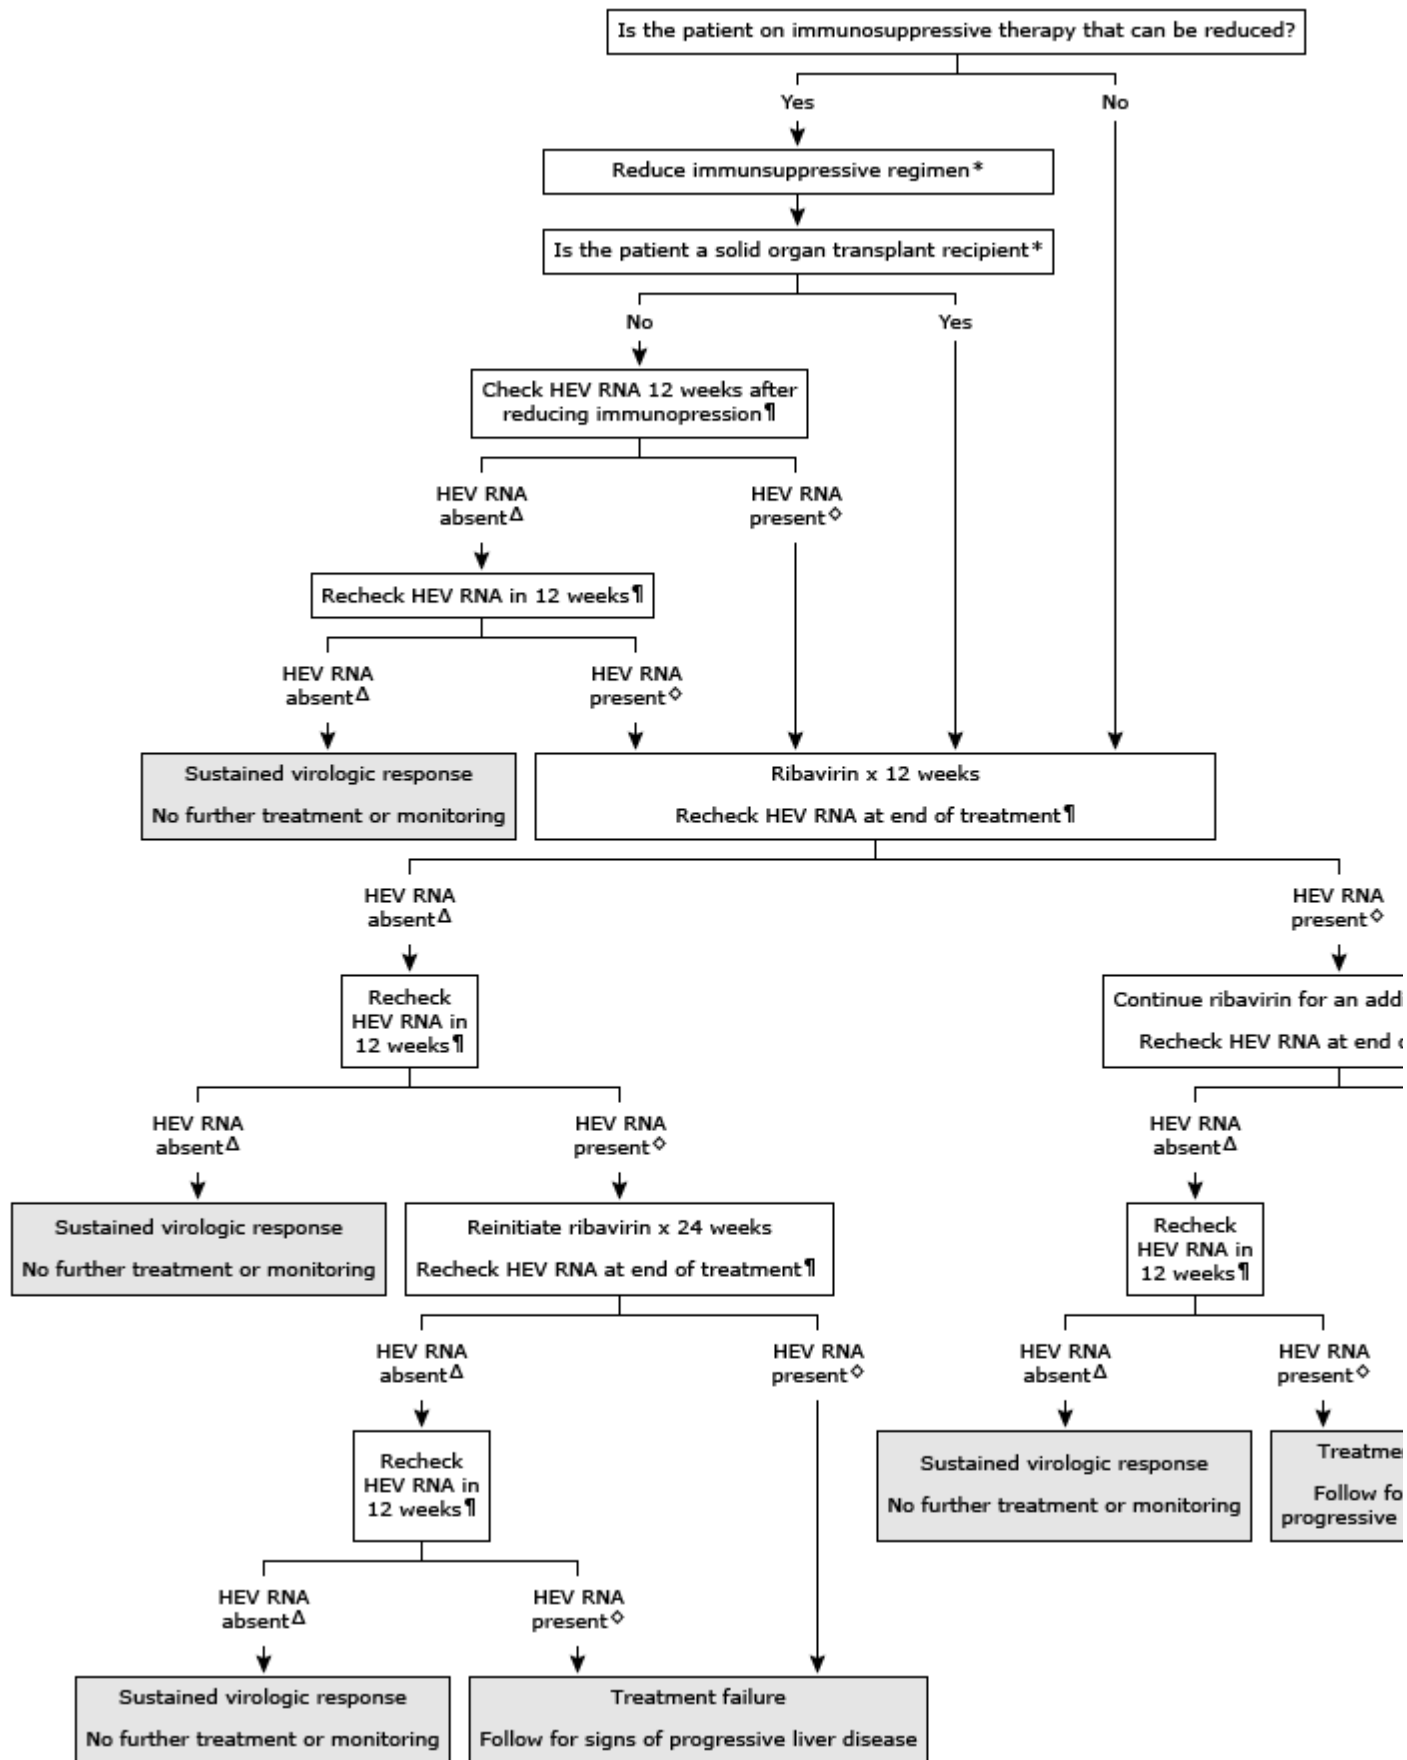 Is the patient on immunosuppressive therapy that can be reduced?
Yes
No
Reduce immunsuppressive regimen*
Is the patient a solid organ transplant recipient*
No
Yes
Check HEV RNA 12 weeks after
reducing immunopression¶
HEV RNA
absentΔ
HEV RNA
present◇
Recheck HEV RNA in 12 weeks¶
HEV RNA
absentΔ
HEV RNA
present◇
Sustained virologic response
No further treatment or monitoring
Ribavirin x 12 weeks
Recheck HEV RNA at end of treatment¶
HEV RNA
absentΔ
HEV RNA
present◇
Recheck
HEV RNA in
12 weeks¶
Continue ribavirin for an
Recheck HEV RNA at end
HEV RNA
absentΔ
HEV RNA
present◇
HEV RNA
absentΔ
Sustained virologic response
No further treatment or monitoring
Reinitiate ribavirin x 24 weeks
Recheck HEV RNA at end of treatment¶
Recheck
HEV RNA in
12 weeks¶
HEV RNA
absentΔ
HEV RNA
present◇
HEV RNA
absentΔ
HEV RNA
present◇
Recheck
HEV RNA in
12 weeks¶
Sustained virologic response
No further treatment or monitoring
Follow
progressive
HEV RNA
absentΔ
HEV RNA
present◇
Sustained virologic response
No further treatment or monitoring
Treatment failure
Follow for signs of progressive liver disease